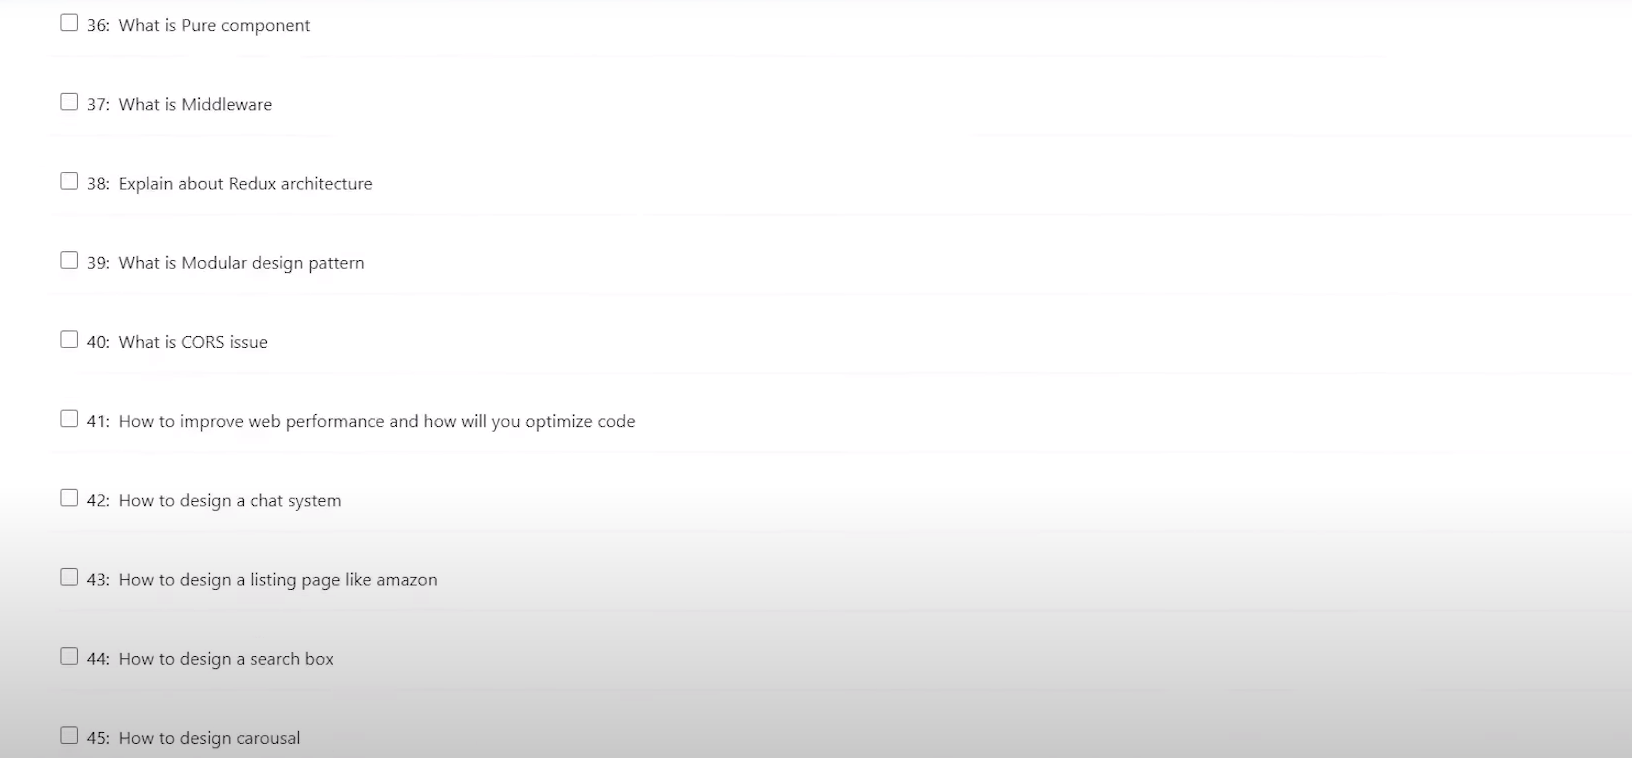 36: What is Pure component
37: What is Middleware
38: Explain about Redux architecture
39: What is Modular design pattern
40: What is CORS issue
41: How to improve web performance and how will you optimize code
42: How to design a chat system
43: How to design a listing page like amazon
44: How to design a search box
45: How to design carousal